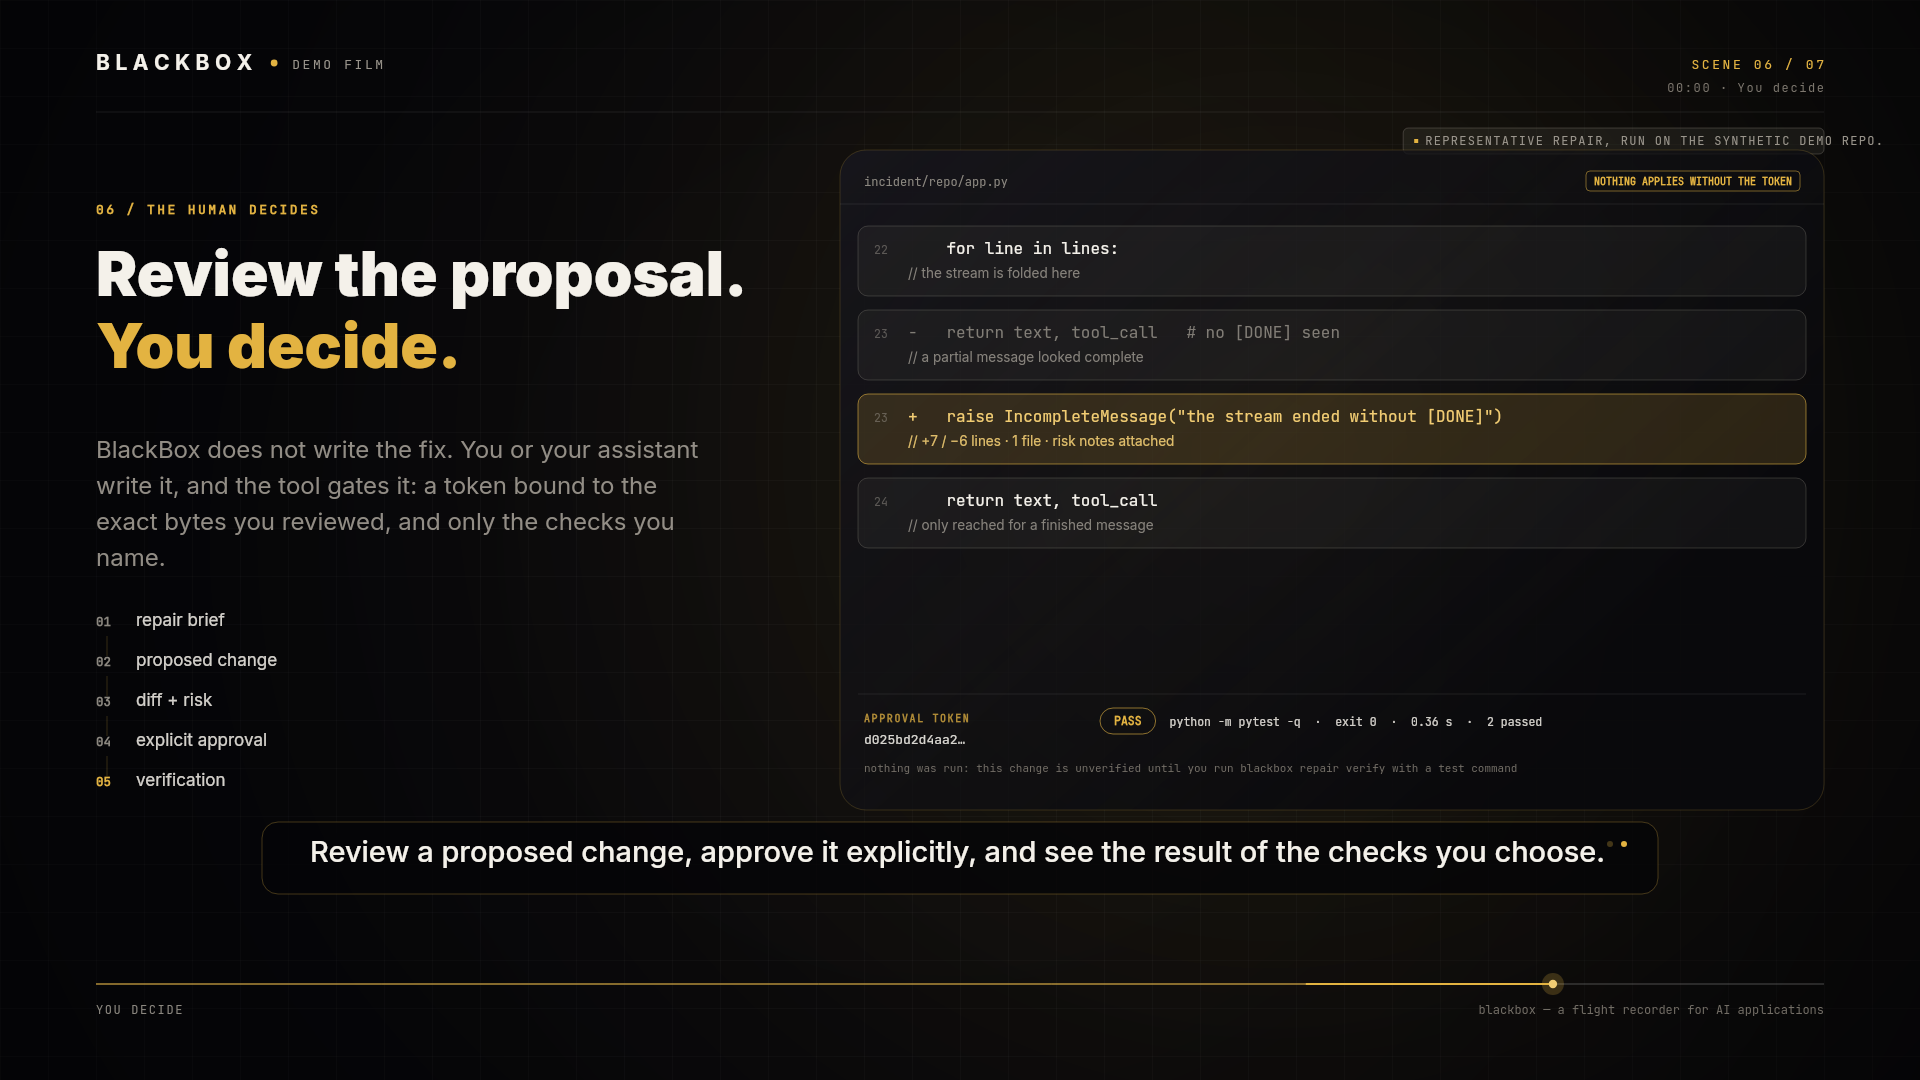 BLACKBOX • DEMO FILM
SCENE 06 / 07
00:00 · You decide
REPRESENTATIVE REPAIR, RUN ON THE SYNTHETIC DEMO REPO.
06 / THE HUMAN DECIDES
Review the proposal.
You decide.
BlackBox does not write the fix. You or your assistant
write it, and the tool gates it: a token bound to the
exact bytes you reviewed, and only the checks you
name.
01 repair brief
02 proposed change
03 diff + risk
04 explicit approval
05 verification
incident/repo/app.py
NOTHING APPLIES WITHOUT THE TOKEN
22 for line in lines:
// the stream is folded here
23 - return text, tool_call # no [DONE] seen
// a partial message looked complete
23 + raise IncompleteMessage("the stream ended without [DONE]")
// +7 / −6 lines · 1 file · risk notes attached
24 return text, tool_call
// only reached for a finished message
APPROVAL TOKEN
d025bd2d4aa2…
PASS python -m pytest -q · exit 0 · 0.36 s · 2 passed
nothing was run: this change is unverified until you run blackbox repair verify with a test command
Review a proposed change, approve it explicitly, and see the result of the checks you choose.
YOU DECIDE
blackbox — a flight recorder for AI applications